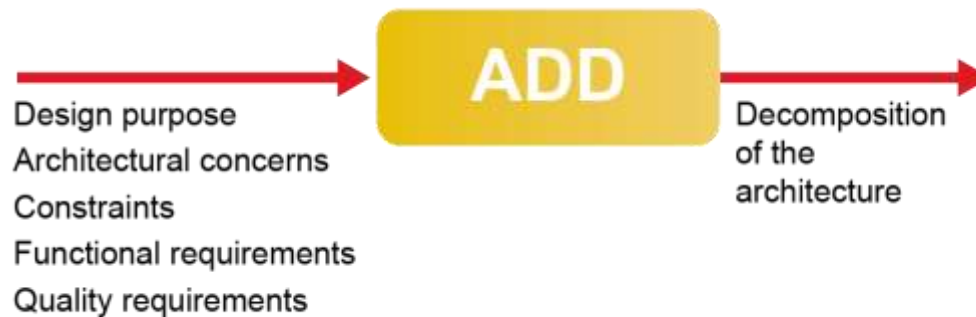 ADD
Design purpose
Architectural concerns
Constraints
Functional requirements
Quality requirements
Decomposition
of the
architecture